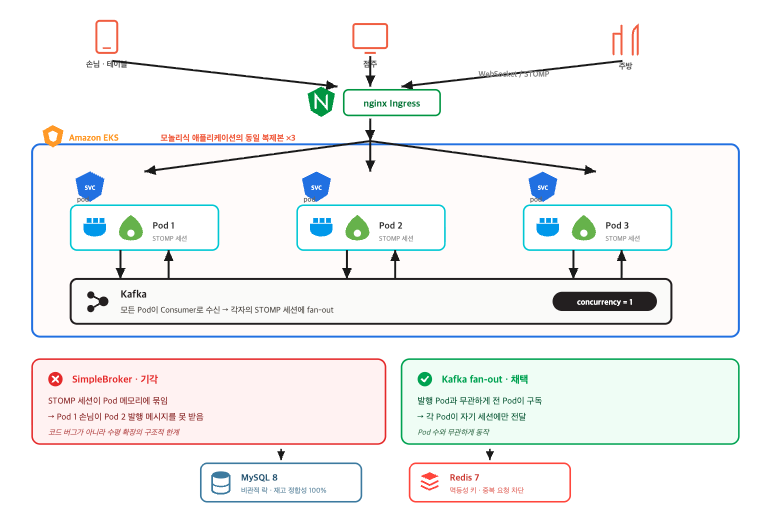 손님 · 테이블
점주
주방
WebSocket / STOMP
nginx Ingress
Amazon EKS
모놀리식 애플리케이션의 동일 복제본 ×3
svc
pod
Pod 1
STOMP 세션
svc
pod
Pod 2
STOMP 세션
svc
pod
Pod 3
STOMP 세션
Kafka
모든 Pod이 Consumer로 수신 → 각자의 STOMP 세션에 fan-out
concurrency = 1
SimpleBroker · 기각
STOMP 세션이 Pod 메모리에 묶임
→ Pod 1 손님이 Pod 2 발행 메시지를 못 받음
코드 버그가 아니라 수평 확장의 구조적 한계
Kafka fan-out · 채택
발행 Pod과 무관하게 전 Pod이 구독
→ 각 Pod이 자기 세션에만 전달
Pod 수와 무관하게 동작
MySQL 8
비관적 락 · 재고 정합성 100%
Redis 7
멱등성 키 · 중복 요청 차단